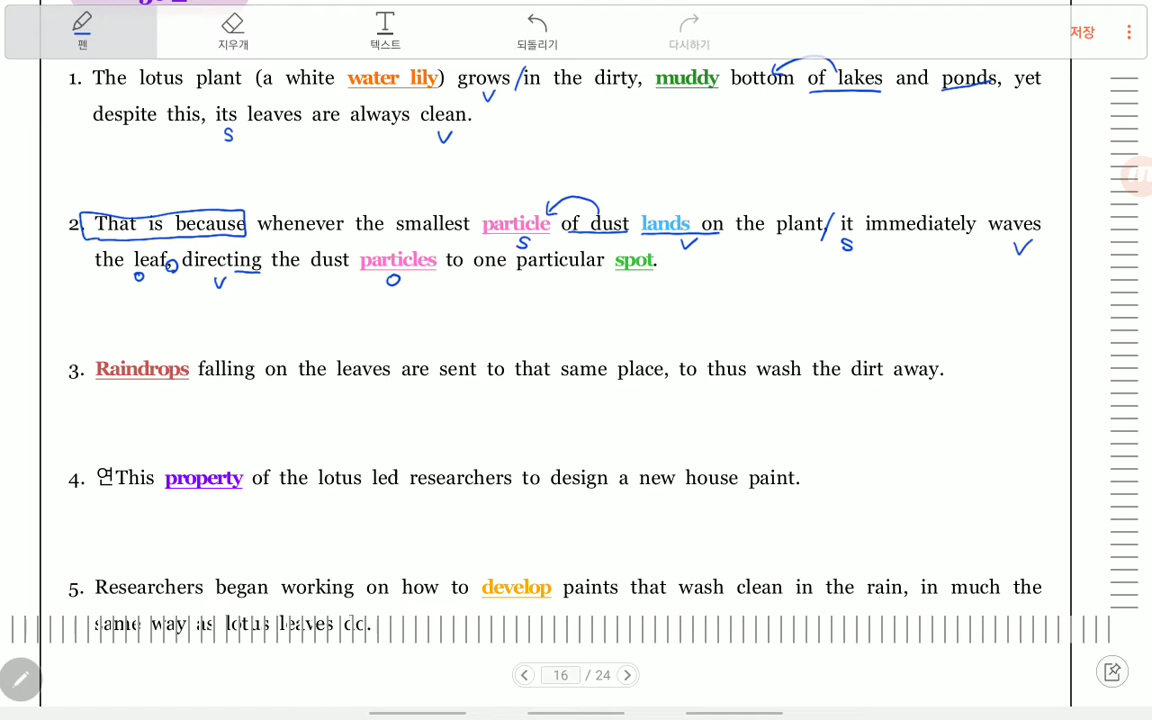 펜 지우개 텍스트 되돌리기 다시하기 저장
1. The lotus plant (a white water lily) grows / in the dirty, muddy bottom of lakes and ponds, yet
V
despite this, its leaves are always clean.
S V
2. That is because whenever the smallest particle of dust lands on the plant, / it immediately waves
S V S V
the leaf, directing the dust particles to one particular spot.
O V O
3. Raindrops falling on the leaves are sent to that same place, to thus wash the dirt away.
4. 연This property of the lotus led researchers to design a new house paint.
5. Researchers began working on how to develop paints that wash clean in the rain, in much the
same way as lotus leaves do.
16 / 24